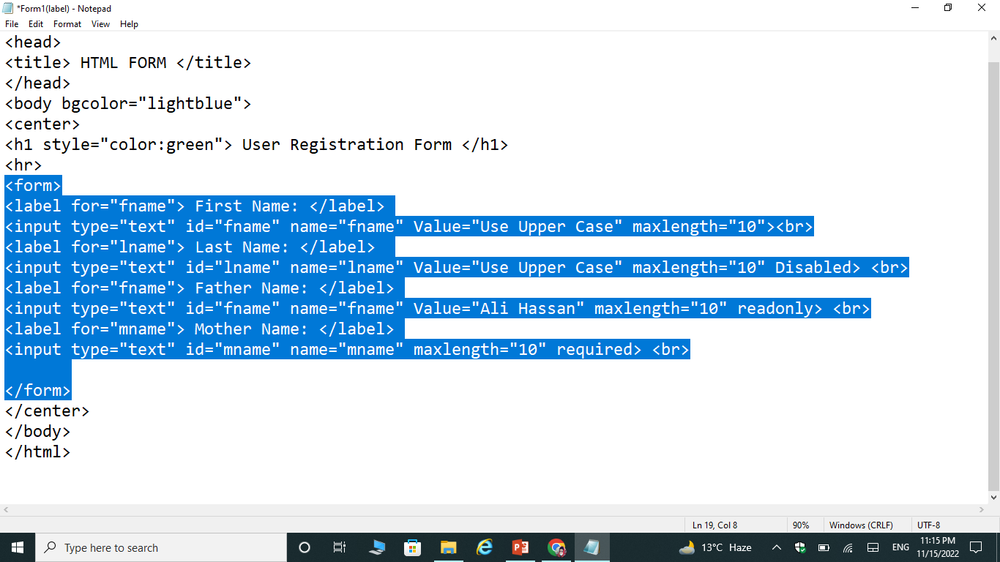 *Form1(label) - Notepad
File Edit Format View Help
<head>
<title> HTML FORM </title>
</head>
<body bgcolor="lightblue">
<center>
<h1 style="color:green"> User Registration Form </h1>
<hr>
<form>
<label for="fname"> First Name: </label>
<input type="text" id="fname" name="fname" Value="Use Upper Case" maxlength="10"><br>
<label for="lname"> Last Name: </label>
<input type="text" id="lname" name="lname" Value="Use Upper Case" maxlength="10" Disabled> <br>
<label for="fname"> Father Name: </label>
<input type="text" id="fname" name="fname" Value="Ali Hassan" maxlength="10" readonly> <br>
<label for="mname"> Mother Name: </label>
<input type="text" id="mname" name="mname" maxlength="10" required> <br>
</form>
</center>
</body>
</html>
Ln 19, Col 8 90% Windows (CRLF) UTF-8
Type here to search 13°C Haze ENG 11:15 PM
11/15/2022